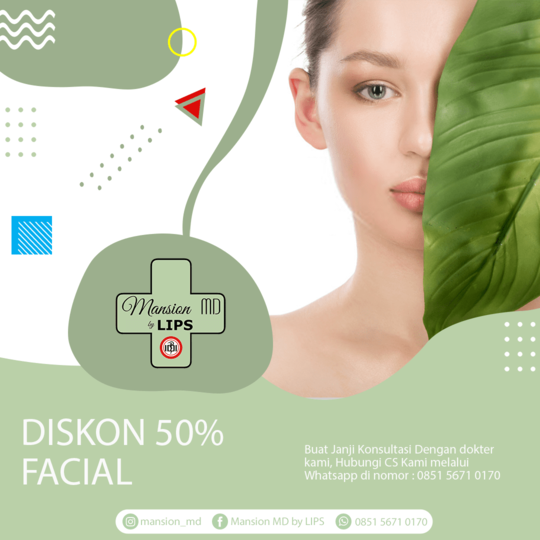 Mansion MD
by LIPS
DISKON 50%
FACIAL
Buat Janji Konsultasi Dengan dokter
kami, Hubungi CS Kami melalui
Whatsapp di nomor : 0851 5671 0170
mansion_md Mansion MD by LIPS 0851 5671 0170